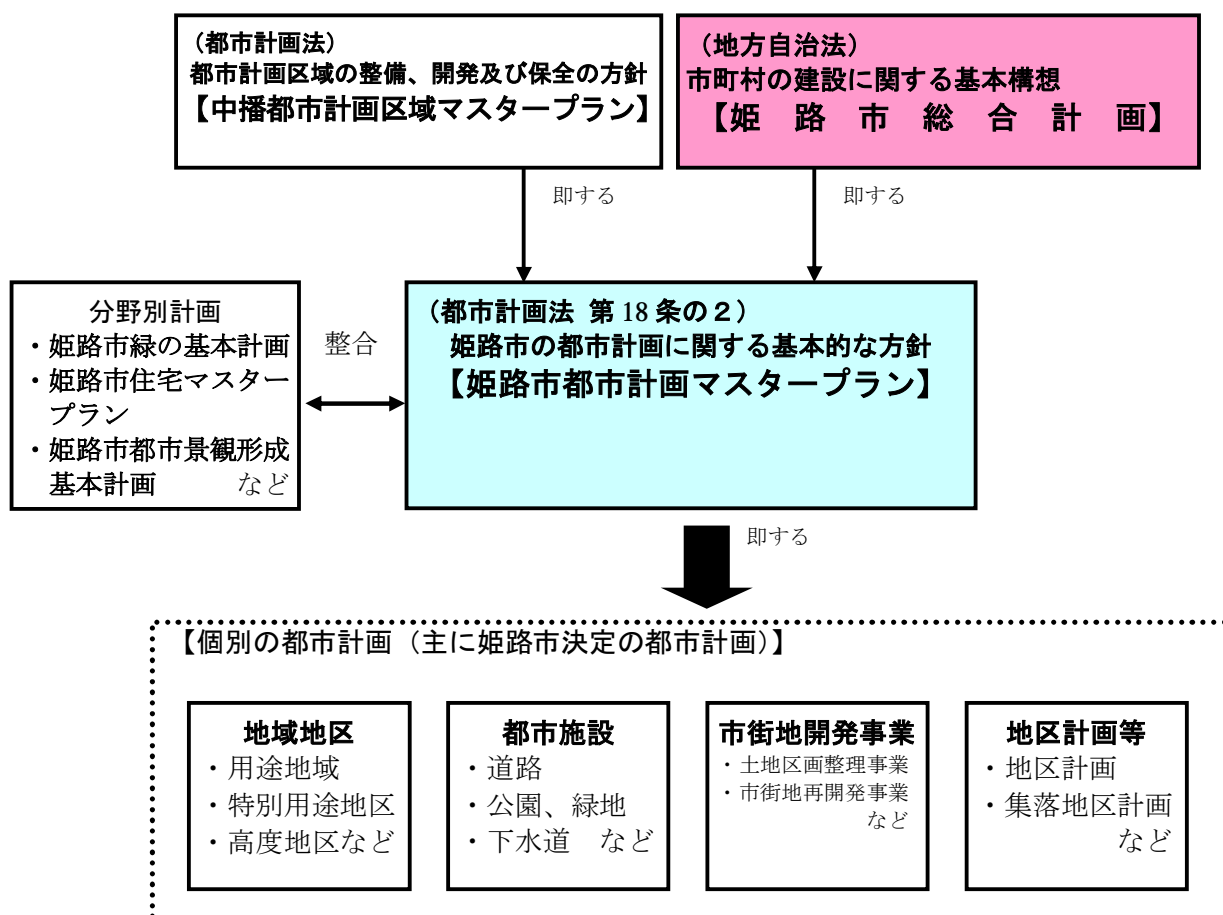 （都市計画法）
都市計画区域の整備、開発及び保全の方針
【中播都市計画区域マスタープラン】
（地方自治法）
市町村の建設に関する基本構想
【姫　路　市　総　合　計　画】
即する
即する
分野別計画
・姫路市緑の基本計画
・姫路市住宅マスター
プラン
・姫路市都市景観形成
基本計画　　など
整合
（都市計画法 第 18 条の２）
姫路市の都市計画に関する基本的な方針
【姫路市都市計画マスタープラン】
即する
【個別の都市計画（主に姫路市決定の都市計画）】
地域地区
・用途地域
・特別用途地区
・高度地区など
都市施設
・道路
・公園、緑地
・下水道　など
市街地開発事業
・土地区画整理事業
・市街地再開発事業
など
地区計画等
・地区計画
・集落地区計画
など